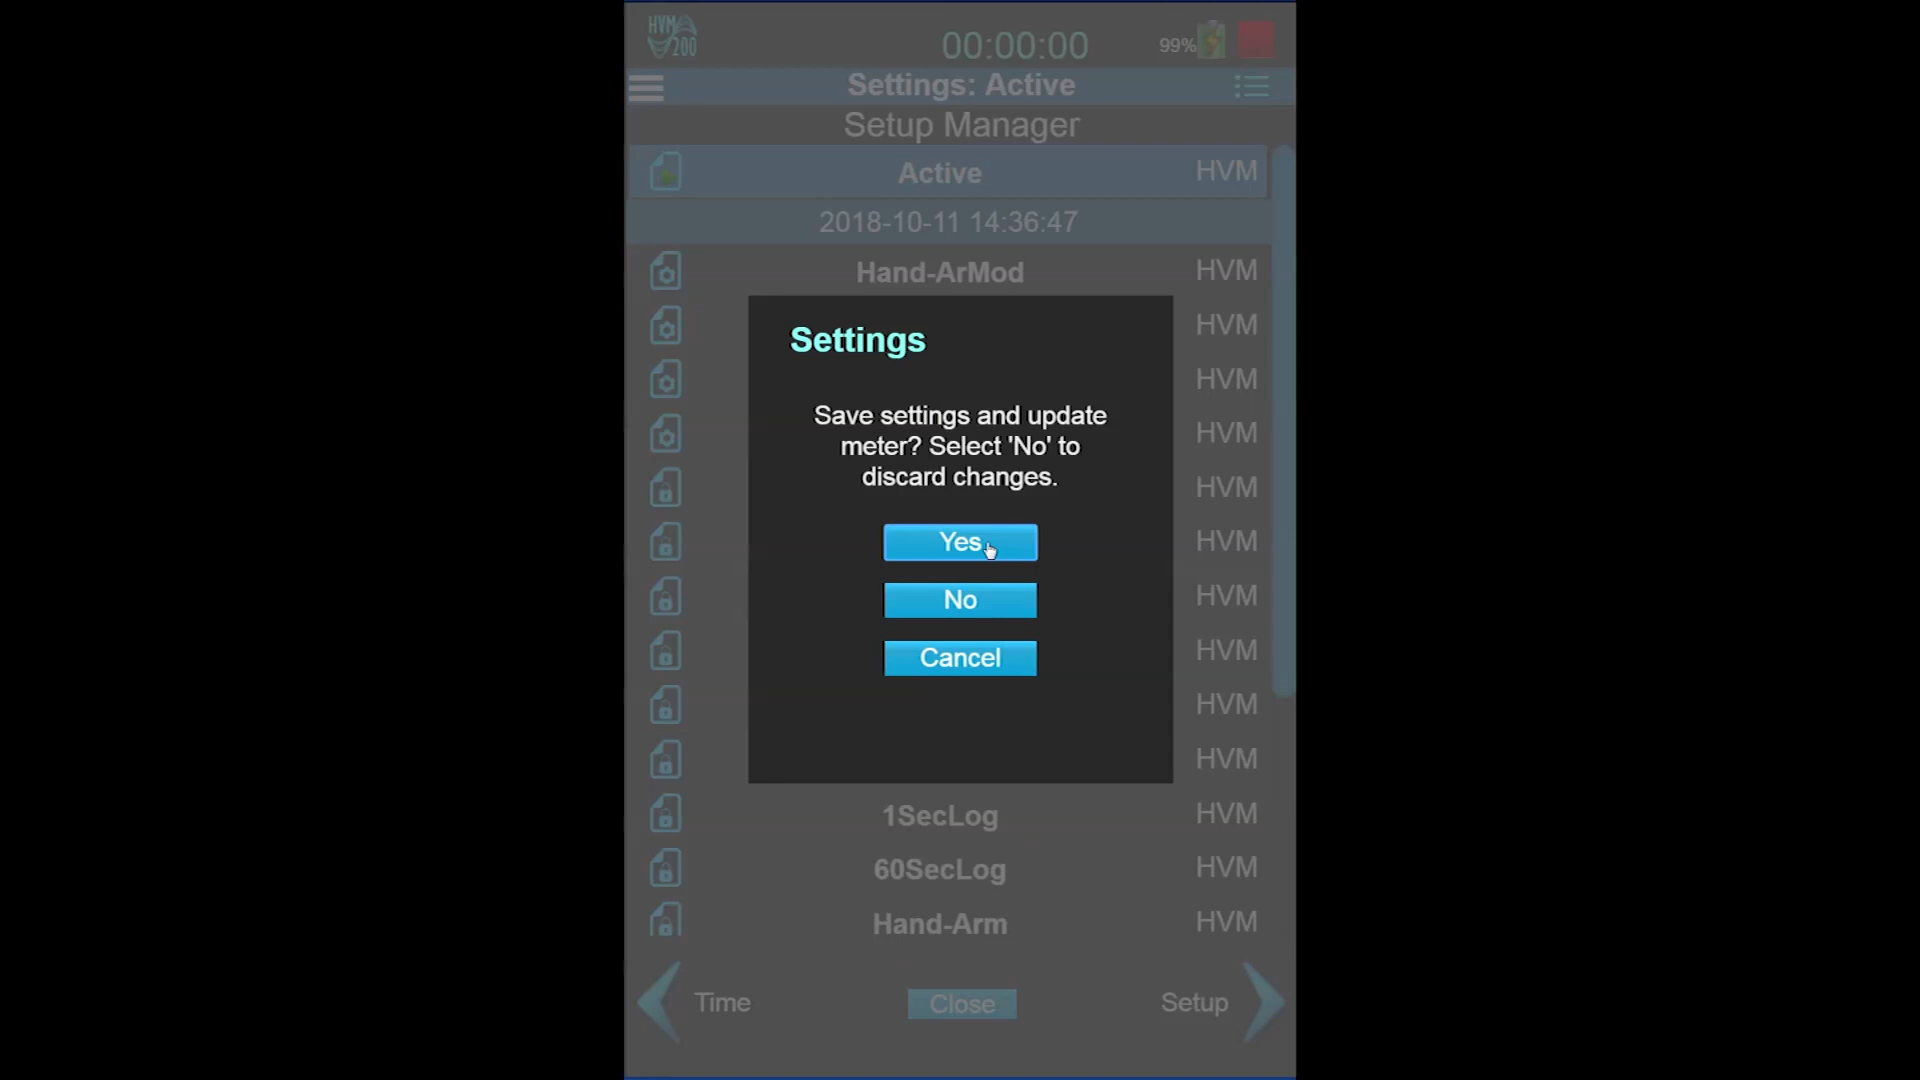 HVM
200
00:00:00
99%
Settings: Active
Setup Manager
Active HVM
2018-10-11 14:36:47
Hand-ArMod HVM
HVM
Settings
HVM
Save settings and update
meter? Select 'No' to
discard changes.
HVM
HVM
Yes
HVM
No
HVM
Cancel
HVM
HVM
HVM
1SecLog HVM
60SecLog HVM
Hand-Arm HVM
Time Close Setup